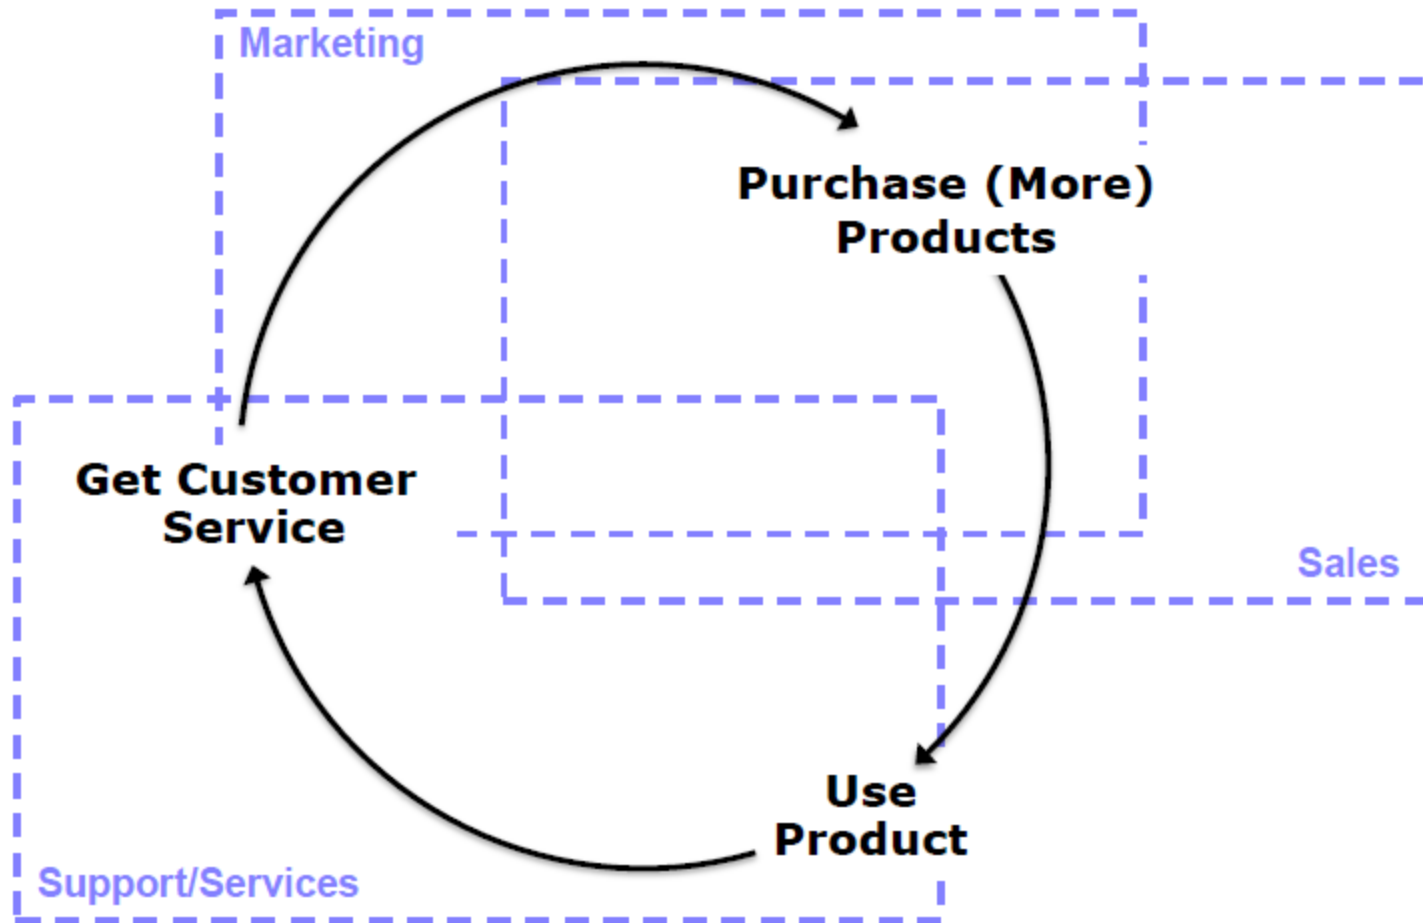 Marketing
Purchase (More)
Products
Get Customer
Service
Sales
Use
Product
Support/Services